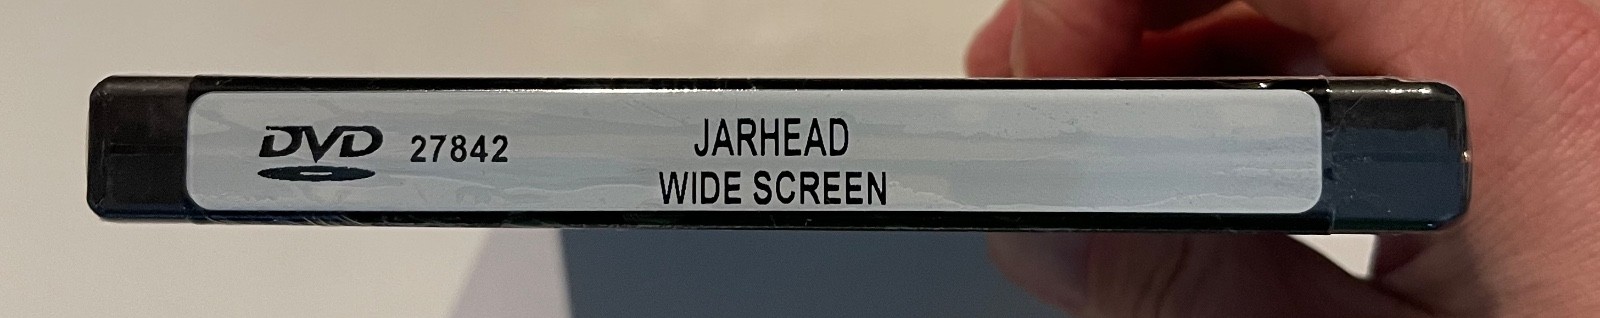 DVD 27842
JARHEAD
WIDE SCREEN